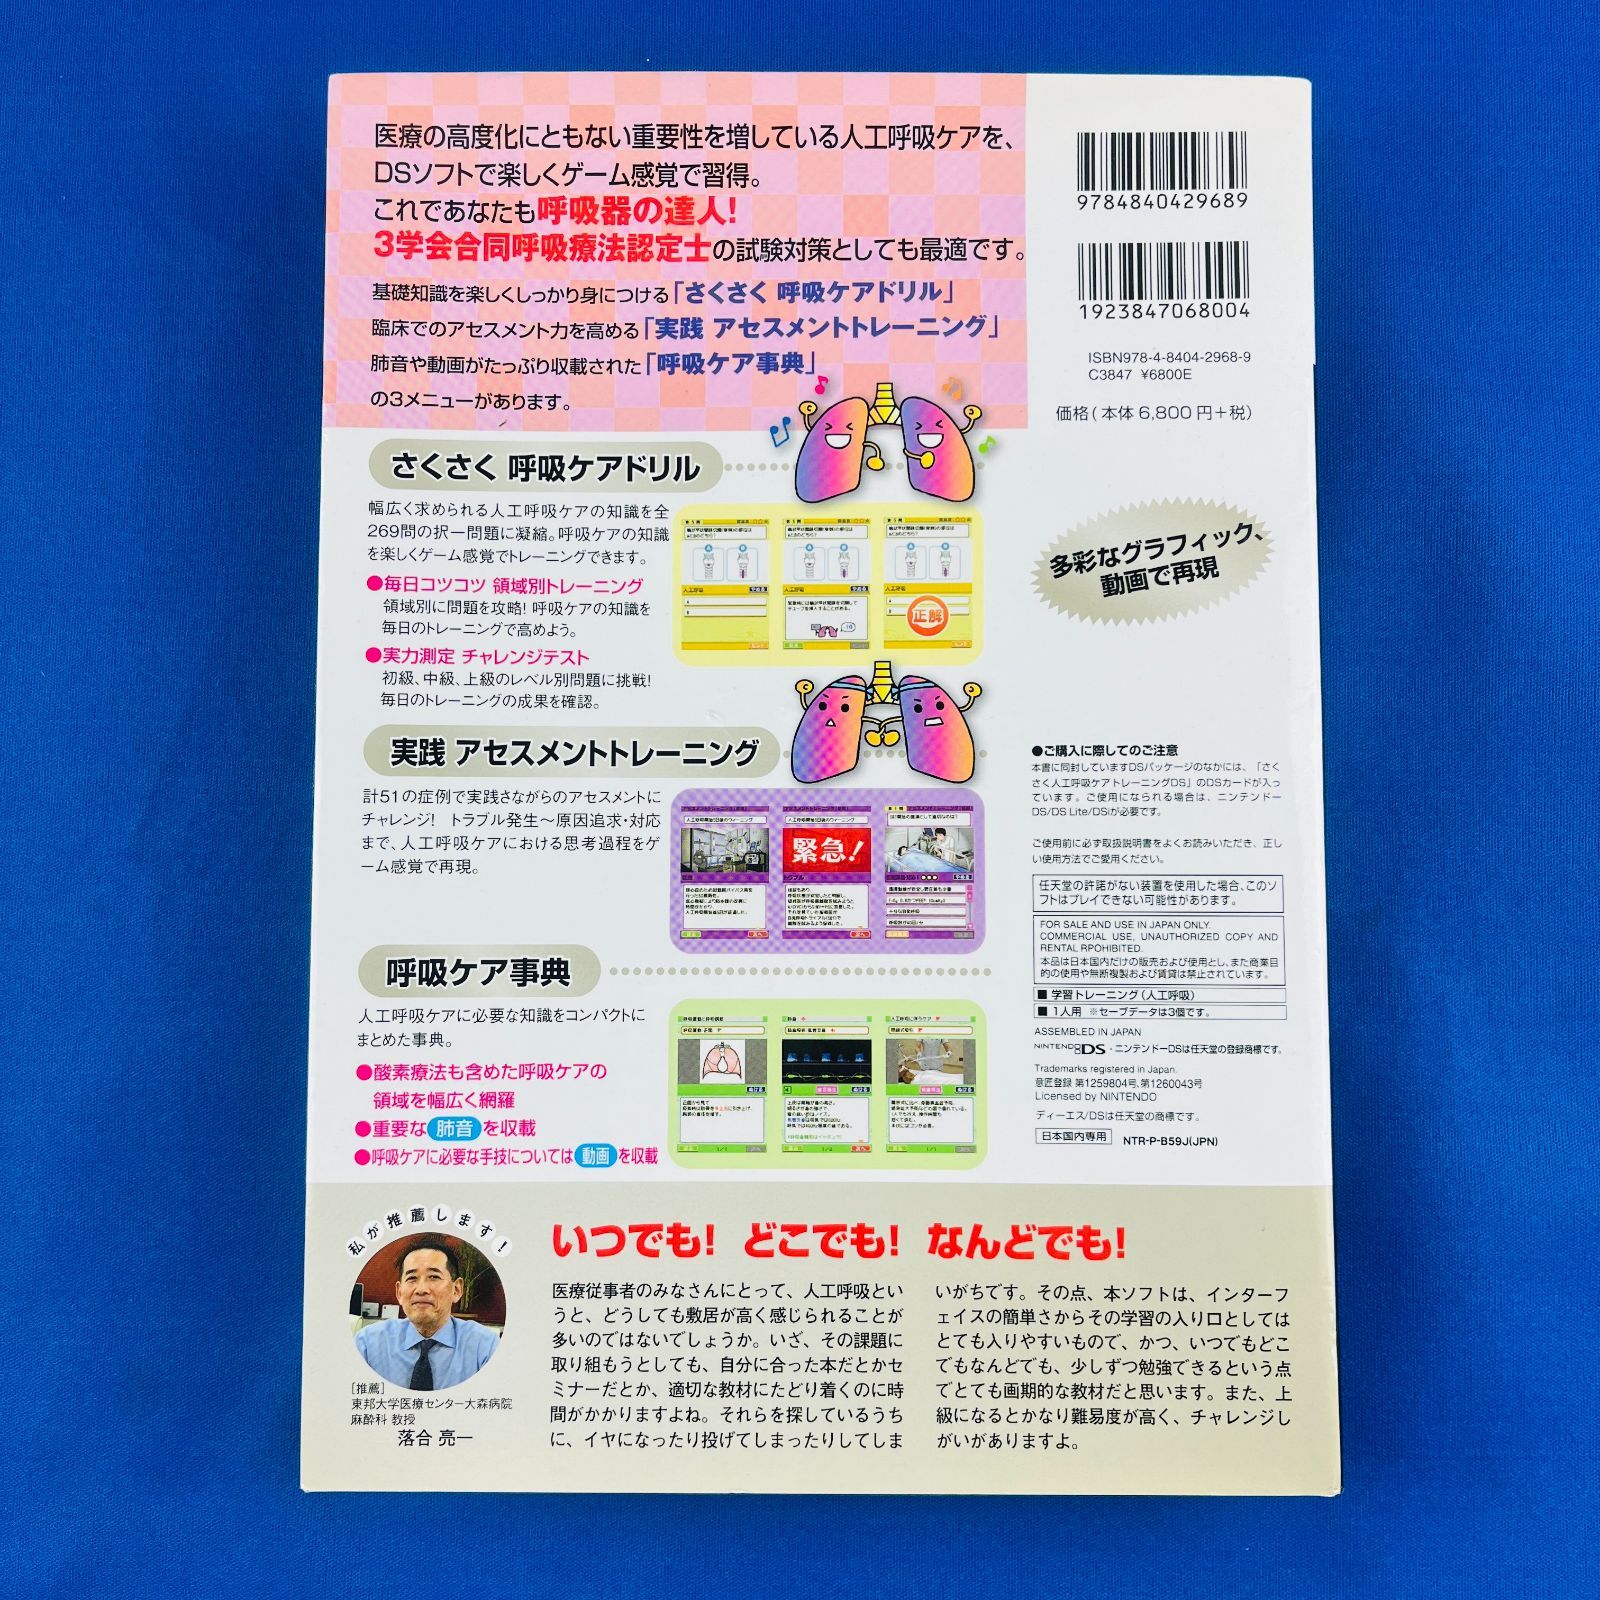 医療の高度化にともない重要性を増している人工呼吸ケアを、
DSソフトで楽しくゲーム感覚で習得。
これであなたも呼吸器の達人!
3学会合同呼吸療法認定士の試験対策としても最適です。
基礎知識を楽しくしっかり身につける「さくさく 呼吸ケアドリル」
臨床でのアセスメント力を高める「実践 アセスメントトレーニング」
肺音や動画がたっぷり収載された「呼吸ケア事典」
の3メニューがあります。
9784840429689
1923847068004
ISBN978-4-8404-2968-9
C3847 ¥6800E
価格(本体6,800円+税)
さくさく 呼吸ケアドリル
幅広く求められる人工呼吸ケアの知識を全
269問の択一問題に凝縮。呼吸ケアの知識
を楽しくゲーム感覚でトレーニングできます。
●毎日コツコツ 領域別トレーニング
領域別に問題を攻略! 呼吸ケアの知識を
毎日のトレーニングで高めよう。
●実力測定 チャレンジテスト
初級、中級、上級のレベル別問題に挑戦!
毎日のトレーニングの成果を確認。
人工呼吸
人工呼吸
人工呼吸
正解
多彩なグラフィック、
動画で再現
実践 アセスメントトレーニング
計51の症例で実践さながらのアセスメントに
チャレンジ! トラブル発生~原因追求・対応
まで、人工呼吸ケアにおける思考過程をゲ
ーム感覚で再現。
緊急!
トラブル
呼吸ケア事典
人工呼吸ケアに必要な知識をコンパクトに
まとめた事典。
●酸素療法も含めた呼吸ケアの
領域を幅広く網羅
●重要な肺音を収載
●呼吸ケアに必要な手技については動画を収載
●ご購入に際してのご注意
本書に同封していますDSパッケージのなかには、「さく
さく人工呼吸ケアトレーニングDS」のDSカードが入っ
ています。ご使用になられる場合は、ニンテンドー
DS/DS Lite/DSiが必要です。
ご使用前に必ず取扱説明書をよくお読みいただき、正し
い使用方法でご愛用ください。
任天堂の許諾がない装置を使用した場合、このソ
フトはプレイできない可能性があります。
FOR SALE AND USE IN JAPAN ONLY.
COMMERCIAL USE, UNAUTHORIZED COPY AND
RENTAL RPOHIBITED.
本品は日本国内だけの販売および使用とし、また商業目
的の使用や無断複製および賃貸は禁止されています。
■ 学習トレーニング(人工呼吸)
■ 1人用 ※セーブデータは3個です。
ASSEMBLED IN JAPAN
NINTENDO DS・ニンテンドーDSは任天堂の登録商標です。
Trademarks registered in Japan.
意匠登録 第1259804号、第1260043号
Licensed by NINTENDO
ディーエス/DSは任天堂の商標です。
日本国内専用 NTR-P-B59J(JPN)
私が推薦します!
[推薦]
東邦大学医療センター大森病院
麻酔科 教授
落合 亮一
いつでも! どこでも! なんどでも!
医療従事者のみなさんにとって、人工呼吸とい
うと、どうしても敷居が高く感じられることが
多いのではないでしょうか。いざ、その課題に
取り組もうとしても、自分に合った本だとかセ
ミナーだとか、適切な教材にたどり着くのに時
間がかかりますよね。それらを探しているうち
に、イヤになったり投げてしまったりしてしま
いがちです。その点、本ソフトは、インターフ
ェイスの簡単さからその学習の入り口としては
とても入りやすいもので、かつ、いつでもどこ
でもなんどでも、少しずつ勉強できるという点
でとても画期的な教材だと思います。また、上
級になるとかなり難易度が高く、チャレンジし
がいがありますよ。